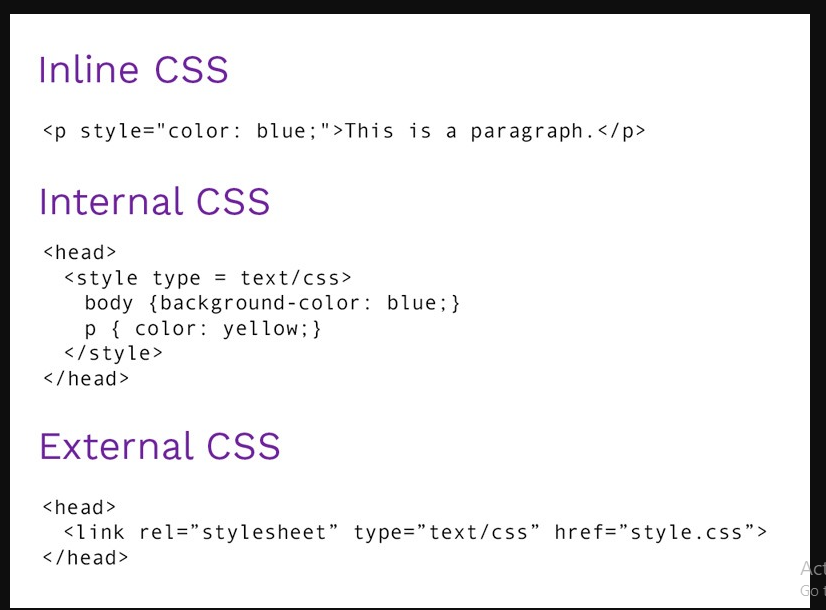 Inline CSS
<p style="color: blue;">This is a paragraph.</p>
Internal CSS
<head>
<style type = text/css>
body {background-color: blue;}
p { color: yellow;}
</style>
</head>
External CSS
<head>
<link rel=”stylesheet” type=”text/css” href=”style.css”>
</head>
Go